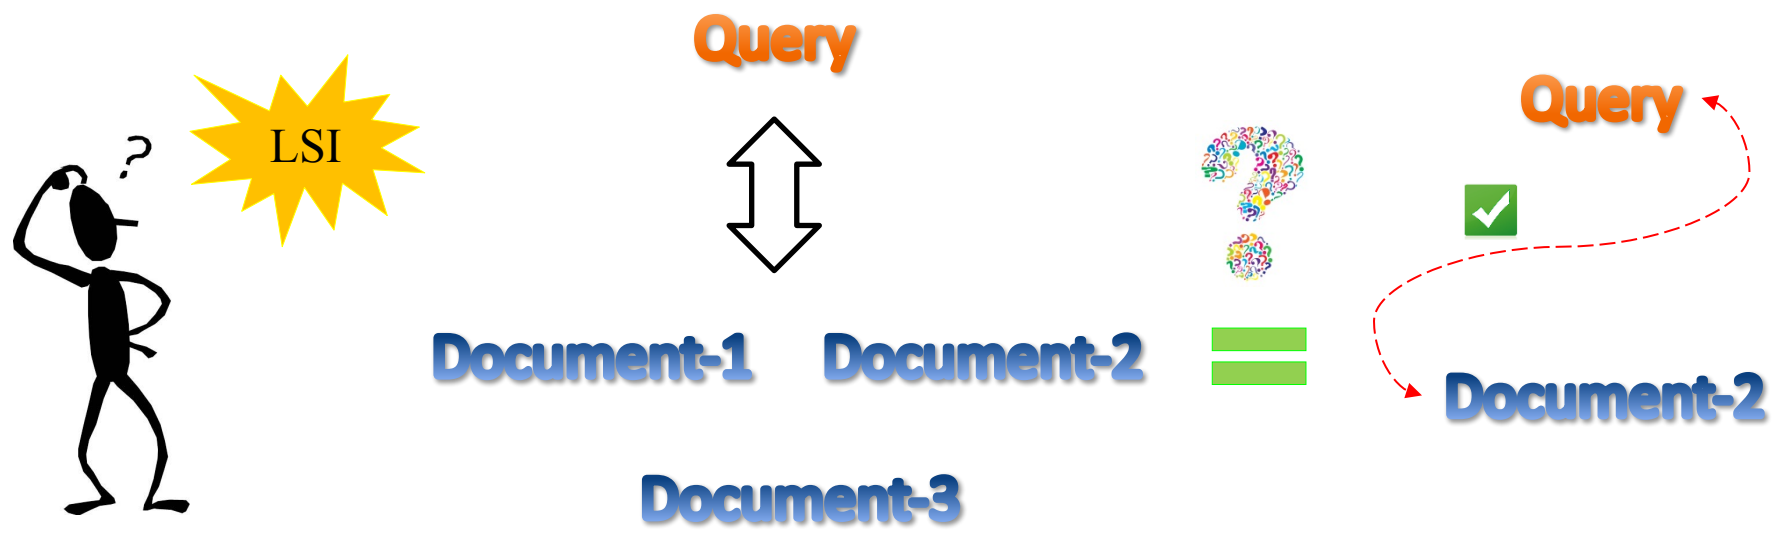 ?
LSI
Query
Document-1
Document-2
Document-3
?
=
Query
Document-2